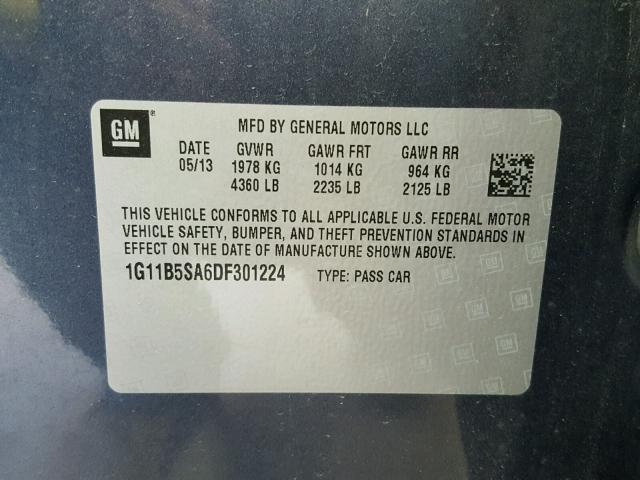 GM
MFD BY GENERAL MOTORS LLC
DATE GVWR GAWR FRT GAWR RR
05/13 1978 KG 1014 KG 964 KG
4360 LB 2235 LB 2125 LB
THIS VEHICLE CONFORMS TO ALL APPLICABLE U.S. FEDERAL MOTOR
VEHICLE SAFETY, BUMPER, AND THEFT PREVENTION STANDARDS IN
EFFECT ON THE DATE OF MANUFACTURE SHOWN ABOVE.
1G11B5SA6DF301224 TYPE: PASS CAR